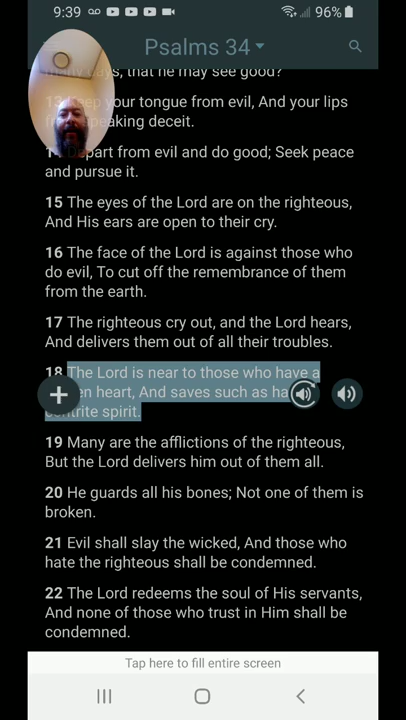 9:39
96%
Psalms 34
many days, that he may see good?
13 Keep your tongue from evil, And your lips
speaking deceit.
Depart from evil and do good; Seek peace
and pursue it.
15 The eyes of the Lord are on the righteous,
And His ears are open to their cry.
16 The face of the Lord is against those who
do evil, To cut off the remembrance of them
from the earth.
17 The righteous cry out, and the Lord hears,
And delivers them out of all their troubles.
18 The Lord is near to those who have a
en heart, And saves such as ha
contrite spirit.
19 Many are the afflictions of the righteous,
But the Lord delivers him out of them all.
20 He guards all his bones; Not one of them is
broken.
21 Evil shall slay the wicked, And those who
hate the righteous shall be condemned.
22 The Lord redeems the soul of His servants,
And none of those who trust in Him shall be
condemned.
Tap here to fill entire screen